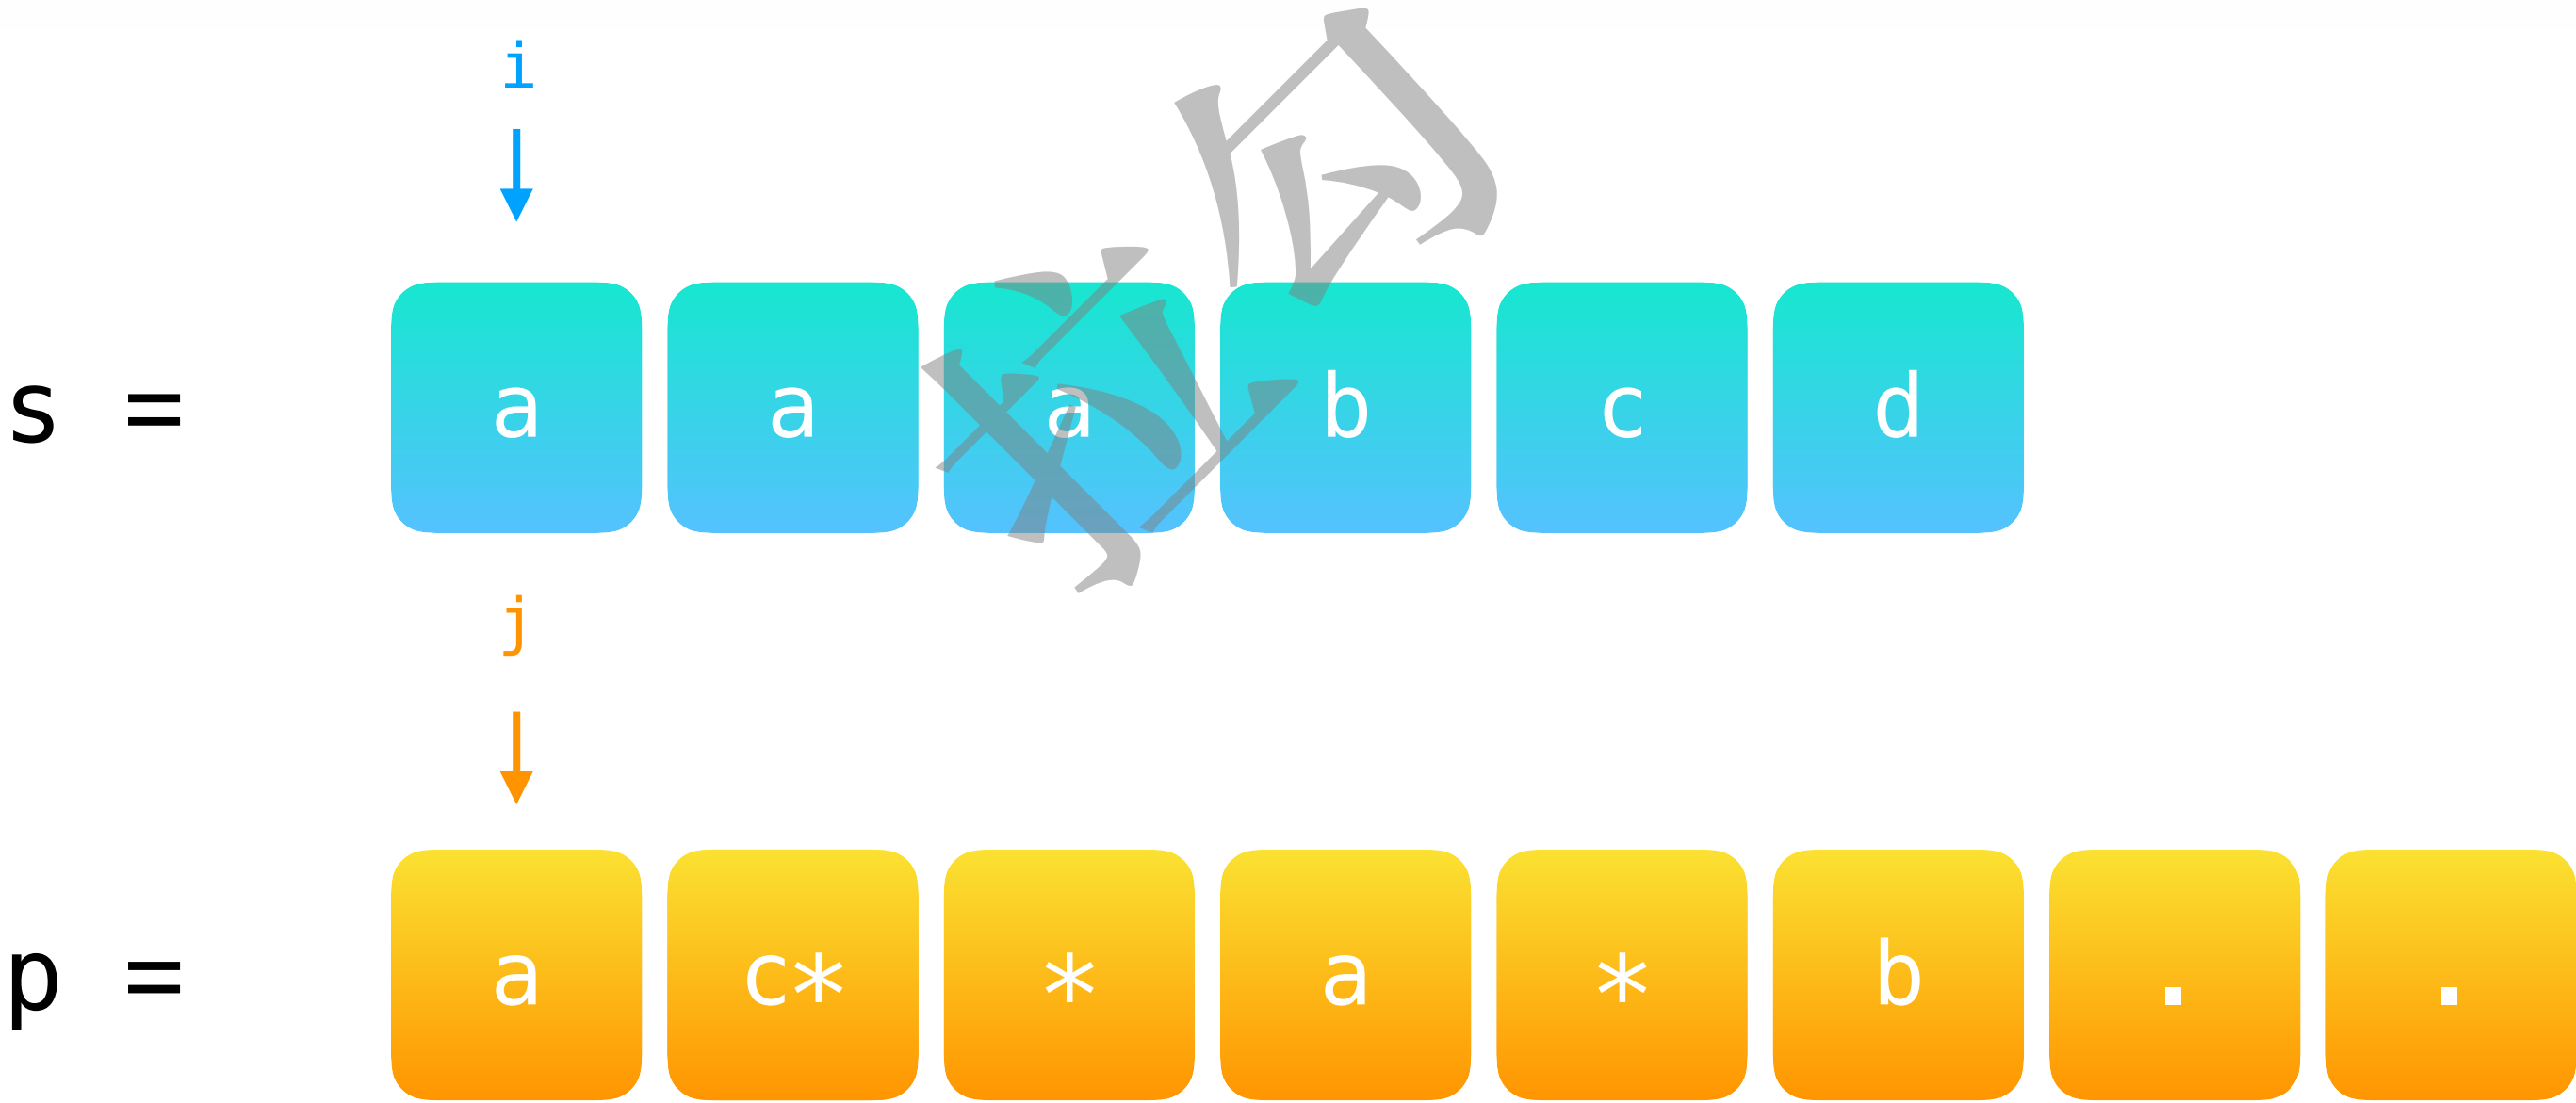 i
s = a a a b c d
j
p = a c* * a * b . .